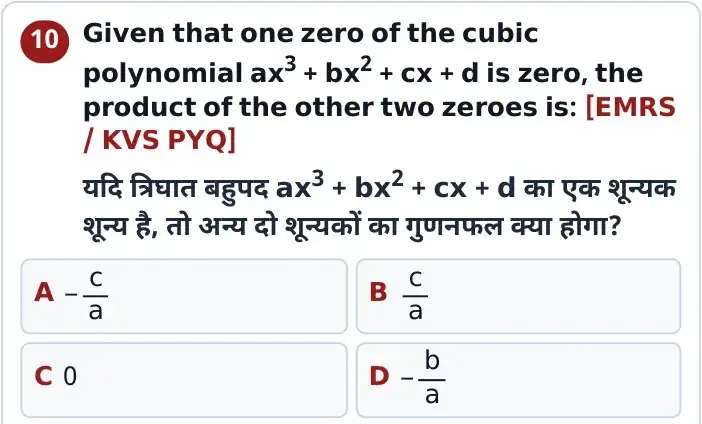 10 Given that one zero of the cubic
polynomial ax³ + bx² + cx + d is zero, the
product of the other two zeroes is: [EMRS
/ KVS PYQ]
यदि त्रिघात बहुपद ax³ + bx² + cx + d का एक शून्यक
शून्य है, तो अन्य दो शून्यकों का गुणनफल क्या होगा?
A – c/a
B c/a
C 0
D – b/a